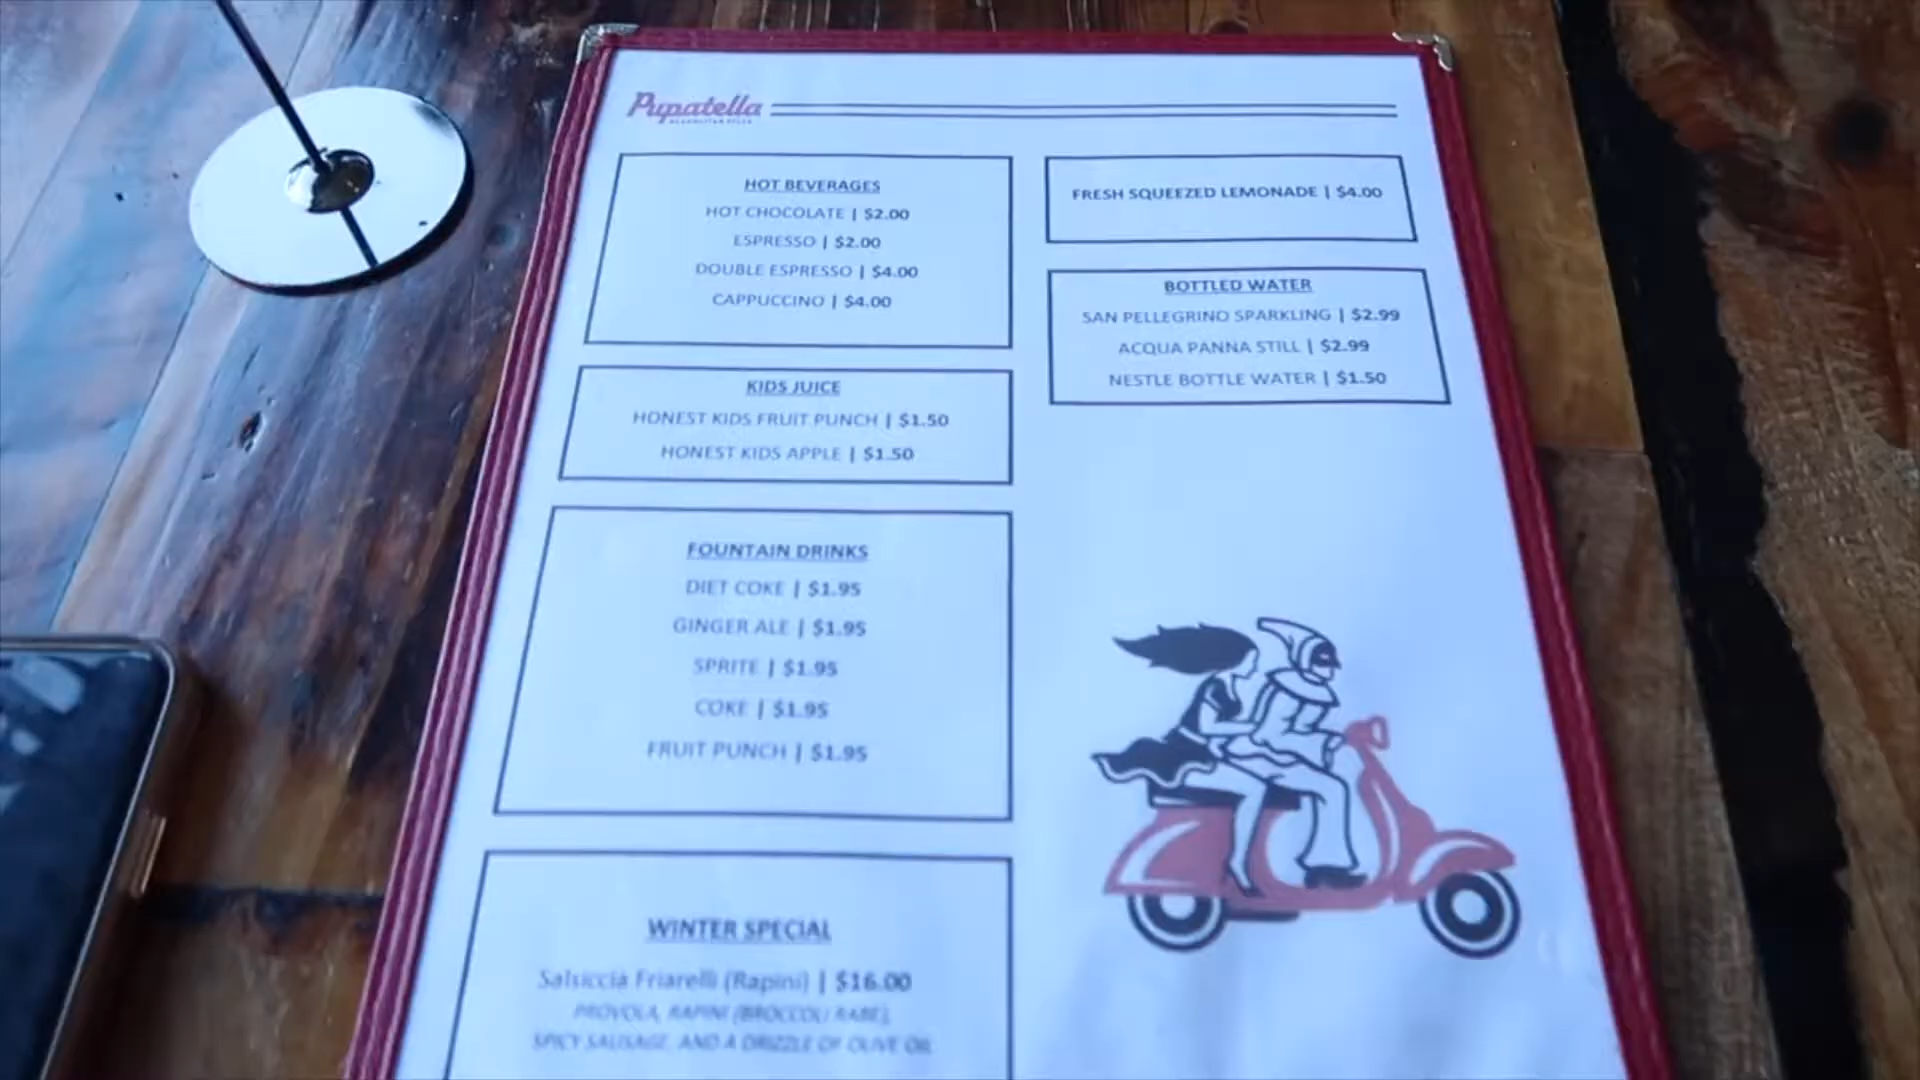 Pupatella
NEAPOLITAN PIZZA
HOT BEVERAGES
HOT CHOCOLATE | $2.00
ESPRESSO | $2.00
DOUBLE ESPRESSO | $4.00
CAPPUCCINO | $4.00
KIDS JUICE
HONEST KIDS FRUIT PUNCH | $1.50
HONEST KIDS APPLE | $1.50
FOUNTAIN DRINKS
DIET COKE | $1.95
GINGER ALE | $1.95
SPRITE | $1.95
COKE | $1.95
FRUIT PUNCH | $1.95
WINTER SPECIAL
Salsiccia Friarelli (Rapini) | $16.00
PROVOLA, RAPINI (BROCCOLI RABE),
SPICY SAUSAGE, AND A DRIZZLE OF OLIVE OIL
FRESH SQUEEZED LEMONADE | $4.00
BOTTLED WATER
SAN PELLEGRINO SPARKLING | $2.99
ACQUA PANNA STILL | $2.99
NESTLE BOTTLE WATER | $1.50